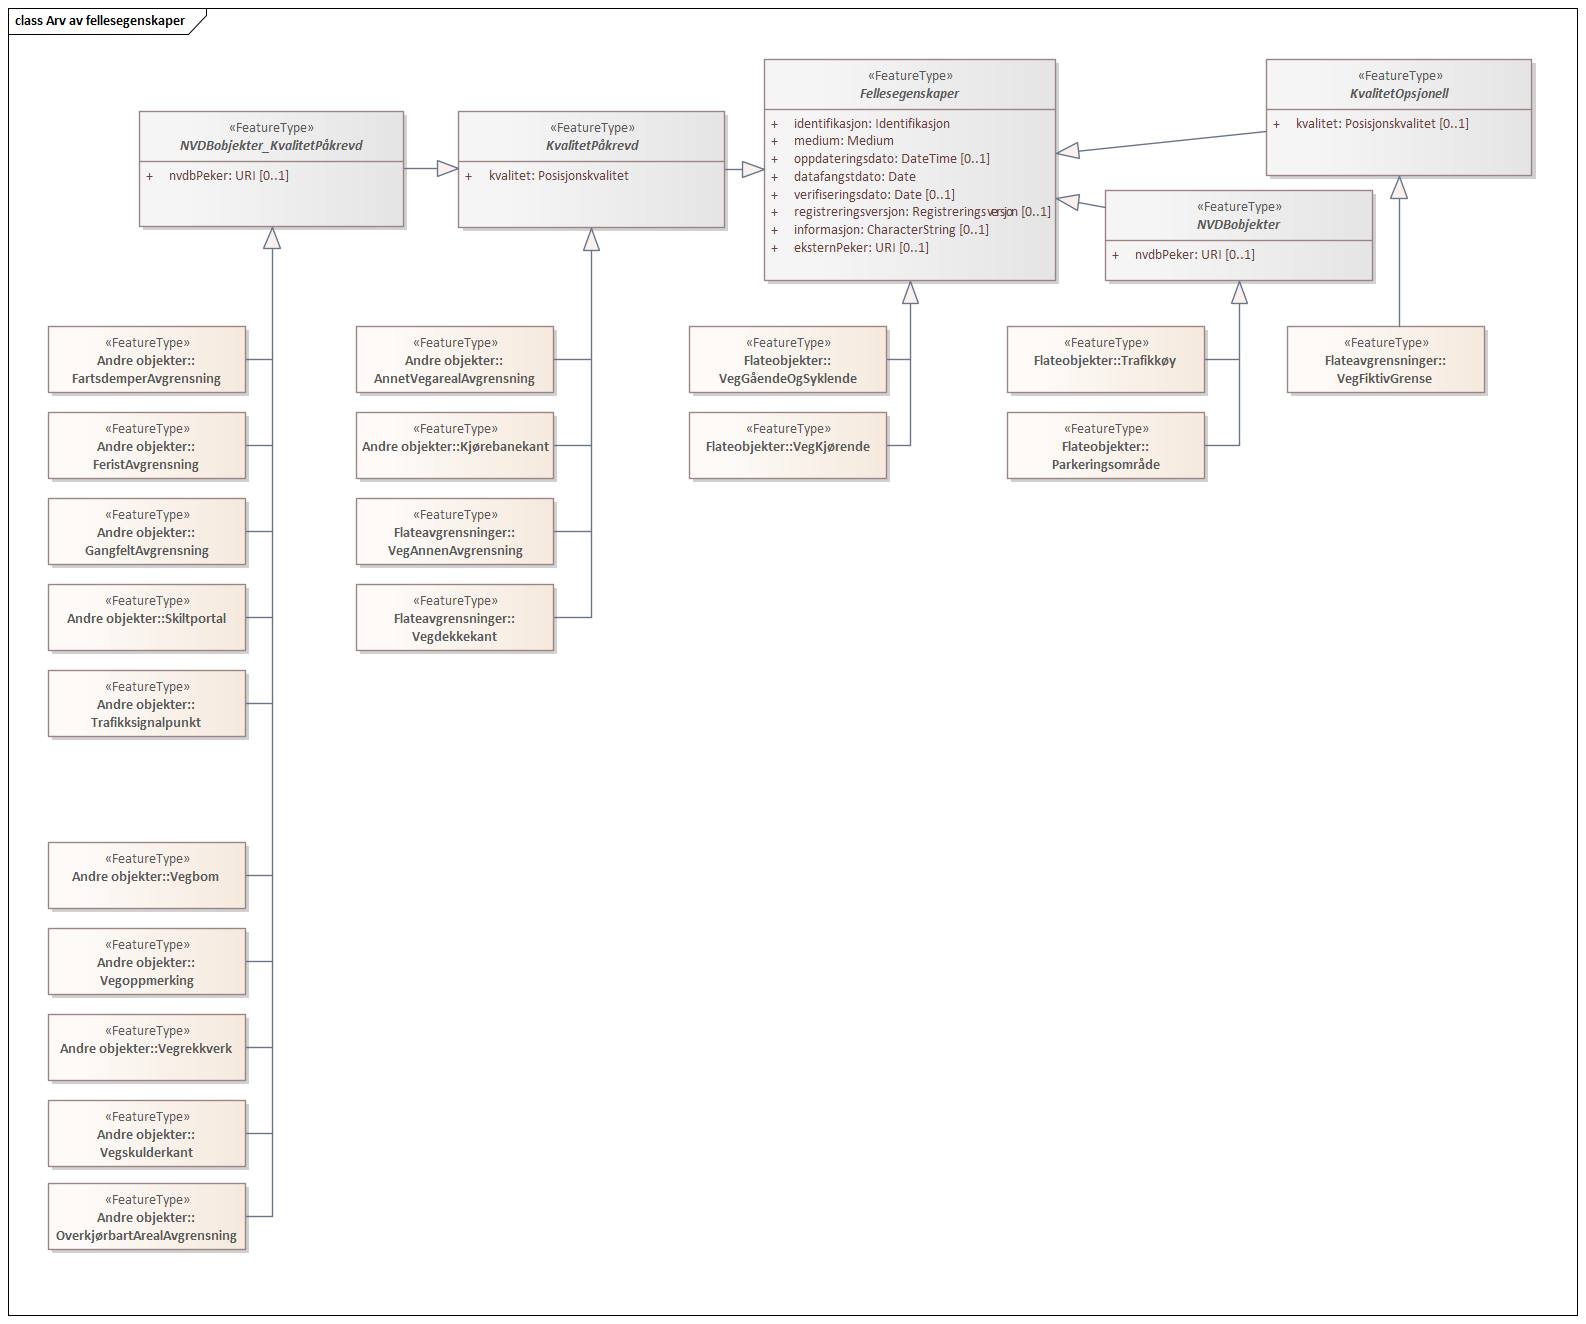 class Arv av fellesegenskaper
«FeatureType»
NVDBobjekter_KvalitetPåkrevd
+ nvdbPeker: URI [0..1]
«FeatureType»
KvalitetPåkrevd
+ kvalitet: Posisjonskvalitet
«FeatureType»
Fellesegenskaper
+ identifikasjon: Identifikasjon
+ medium: Medium
+ oppdateringsdato: DateTime [0..1]
+ datafangstdato: Date
+ verifiseringsdato: Date [0..1]
+ registreringsversjon: Registreringsversjon [0..1]
+ informasjon: CharacterString [0..1]
+ eksternPeker: URI [0..1]
«FeatureType»
KvalitetOpsjonell
+ kvalitet: Posisjonskvalitet [0..1]
«FeatureType»
NVDBobjekter
+ nvdbPeker: URI [0..1]
«FeatureType»
Andre objekter::
FartsdemperAvgrensning
«FeatureType»
Andre objekter::
FeristAvgrensning
«FeatureType»
Andre objekter::
GangfeltAvgrensning
«FeatureType»
Andre objekter::Skiltportal
«FeatureType»
Andre objekter::
Trafikksignalpunkt
«FeatureType»
Andre objekter::Vegbom
«FeatureType»
Andre objekter::
Vegoppmerking
«FeatureType»
Andre objekter::Vegrekkverk
«FeatureType»
Andre objekter::
Vegskulderkant
«FeatureType»
Andre objekter::
OverkjørbartArealAvgrensning
«FeatureType»
Andre objekter::
AnnetVegarealAvgrensning
«FeatureType»
Andre objekter::Kjørebanekant
«FeatureType»
Flateavgrensninger::
VegAnnenAvgrensning
«FeatureType»
Flateavgrensninger::
Vegdekkekant
«FeatureType»
Flateobjekter::
VegGåendeOgSyklende
«FeatureType»
Flateobjekter::VegKjørende
«FeatureType»
Flateobjekter::Trafikkøy
«FeatureType»
Flateobjekter::
Parkeringsområde
«FeatureType»
Flateavgrensninger::
VegFiktivGrense